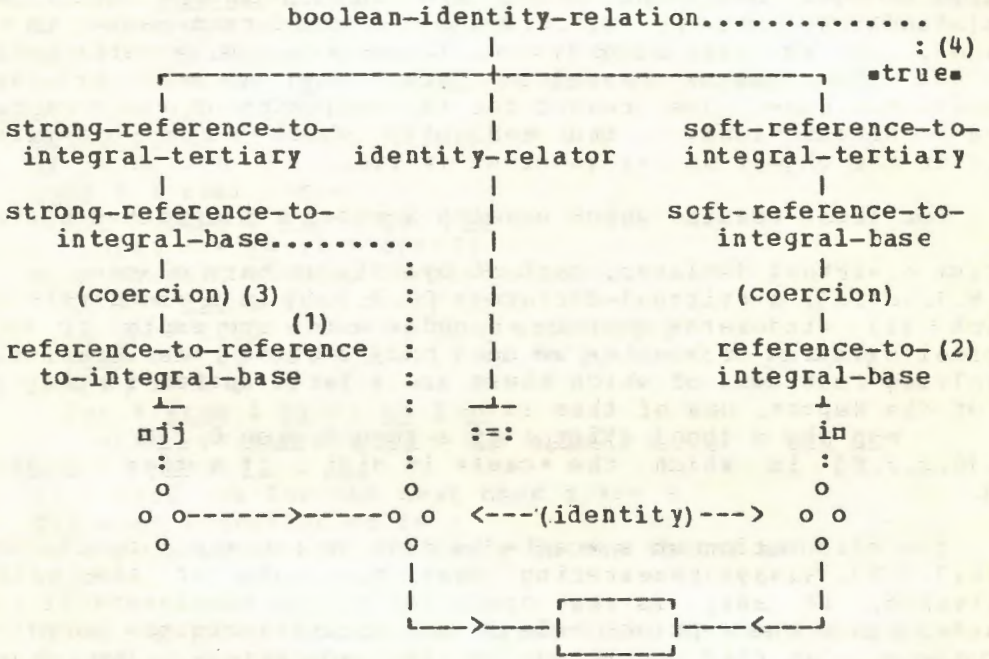 boolean-identity-relation............
: (4)
▪true▪
strong-reference-to- soft-reference-to-
integral-tertiary identity-relator integral-tertiary
strong-reference-to- soft-reference-to-
integral-base......... integral-base
(coercion) (3) : (coercion)
(1) :
reference-to-reference : reference-to-(2)
to-integral-base : integral-base
njj : :=: in
: : :
o o o
o o------>------o o <---(identity)---> o o
o o o